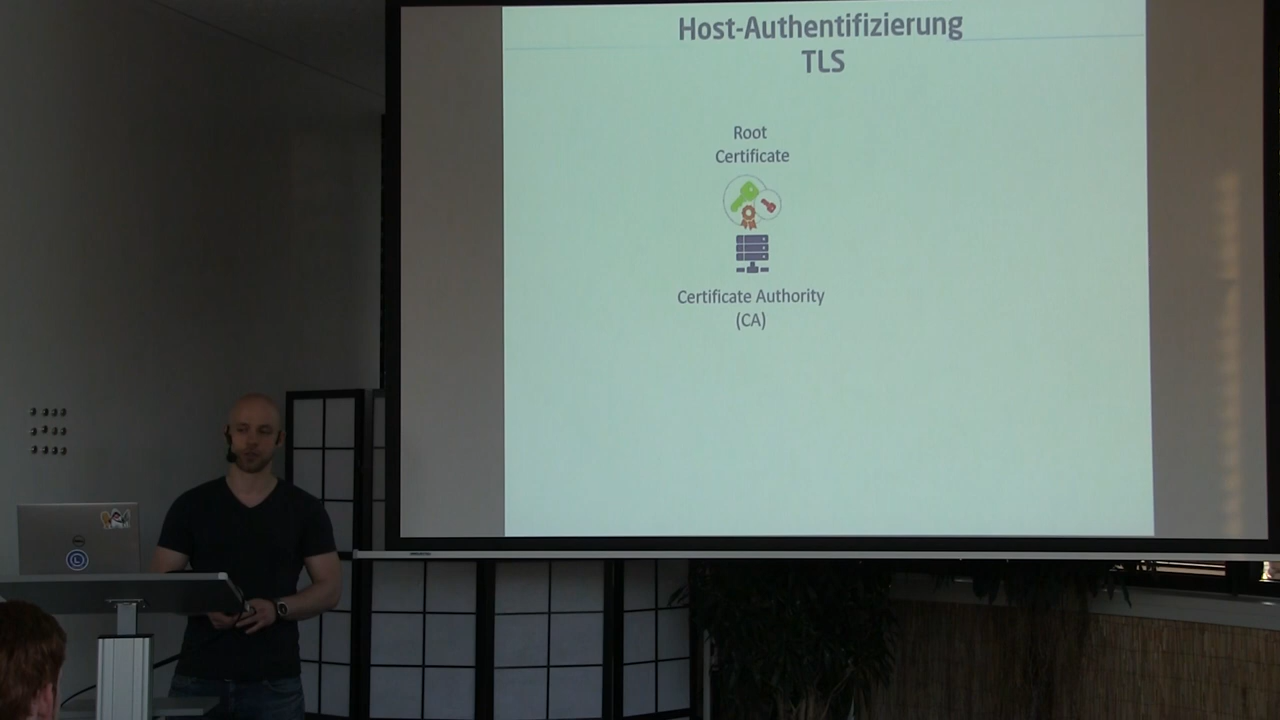 Host-Authentifizierung
TLS
Root
Certificate
Certificate Authority
(CA)